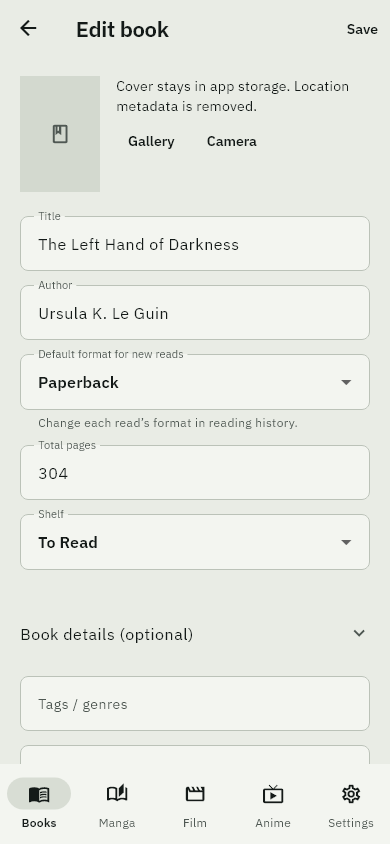 Edit book
Save
Cover stays in app storage. Location
metadata is removed.
Gallery
Camera
Title
The Left Hand of Darkness
Author
Ursula K. Le Guin
Default format for new reads
Paperback
Change each read’s format in reading history.
Total pages
304
Shelf
To Read
Book details (optional)
Tags / genres
Books
Manga
Film
Anime
Settings